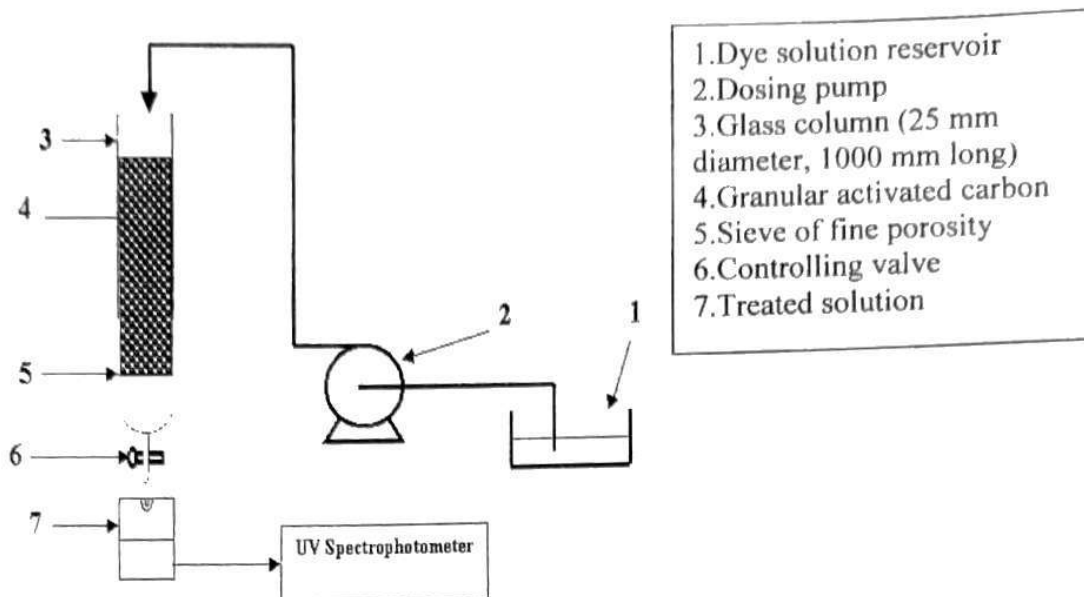 1.Dye solution reservoir
2.Dosing pump
3.Glass column (25 mm
diameter, 1000 mm long)
4.Granular activated carbon
5.Sieve of fine porosity
6.Controlling valve
7.Treated solution
3
4
2
1
5
6
7
UV Spectrophotometer